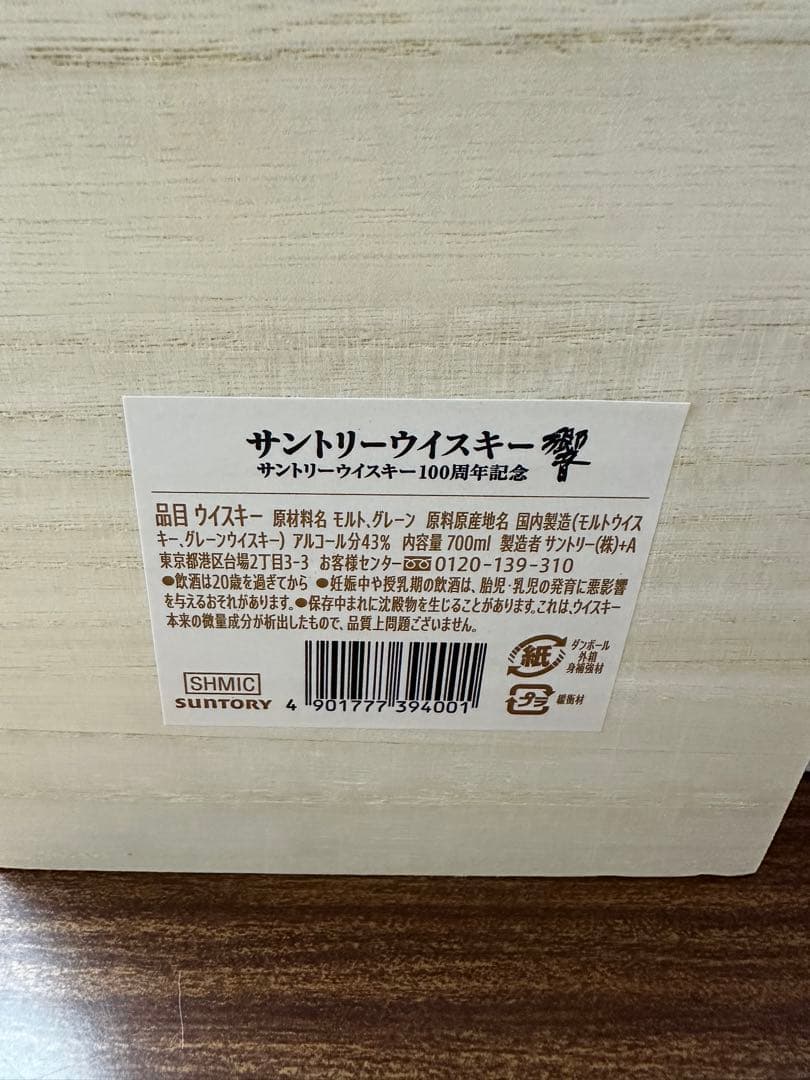 サントリーウイスキー響
サントリーウイスキー100周年記念
品目 ウイスキー 原材料名 モルト、グレーン 原料原産地名 国内製造(モルトウイス
キー、グレーンウイスキー) アルコール分43% 内容量 700ml 製造者 サントリー(株)+A
東京都港区台場2丁目3-3 お客様センター 0120-139-310
●飲酒は20歳を過ぎてから ●妊娠中や授乳期の飲酒は、胎児・乳児の発育に悪影響
を与えるおそれがあります。●保存中まれに沈殿物を生じることがあります。これは、ウイスキー
本来の微量成分が析出したもので、品質上問題ございません。
紙
ダンボール
外箱
身補強材
SHMIC
SUNTORY
4 901777 394001
プラ
緩衝材